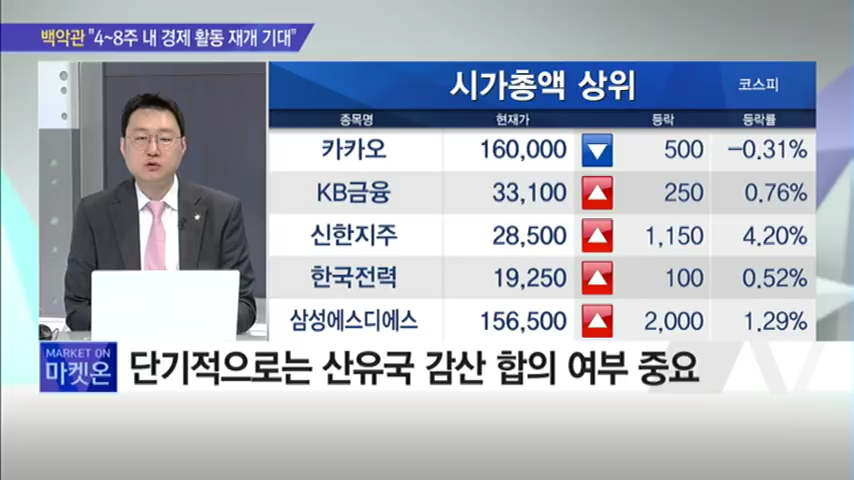 백악관 "4~8주 내 경제 활동 재개 기대"
시가총액 상위 코스피
종목명 현재가 등락 등락률
카카오 160,000 ▼ 500 -0.31%
KB금융 33,100 ▲ 250 0.76%
신한지주 28,500 ▲ 1,150 4.20%
한국전력 19,250 ▲ 100 0.52%
삼성에스디에스 156,500 ▲ 2,000 1.29%
MARKET ON
마켓온 단기적으로는 산유국 감산 합의 여부 중요